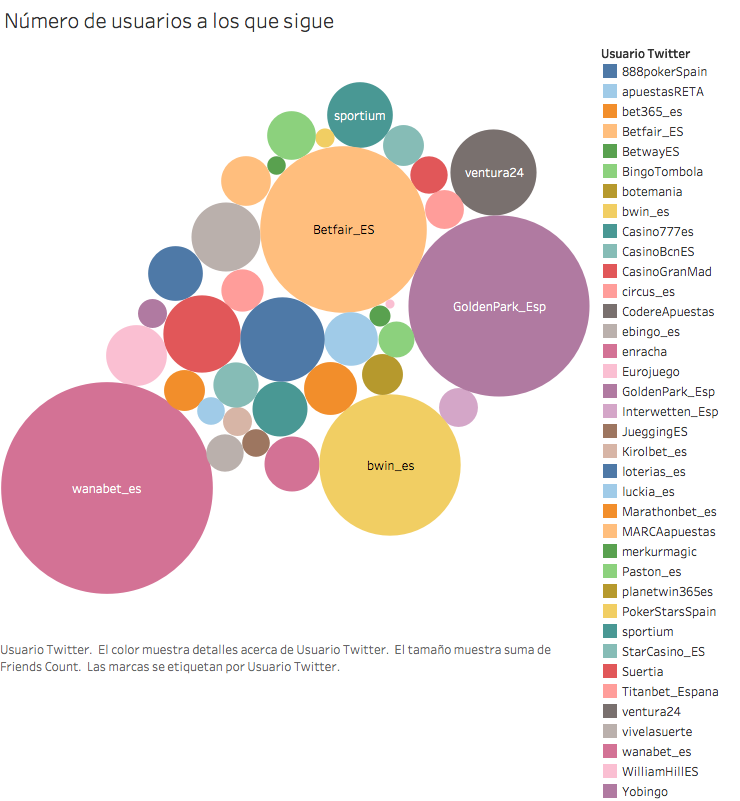 Número de usuarios a los que sigue
sportium
ventura24
Betfair_ES
GoldenPark_Esp
bwin_es
wanabet_es
Usuario Twitter
888pokerSpain
apuestasRETA
bet365_es
Betfair_ES
BetwayES
BingoTombola
botemania
bwin_es
Casino777es
CasinoBcnES
CasinoGranMad
circus_es
CodereApuestas
ebingo_es
enracha
Eurojuego
GoldenPark_Esp
Interwetten_Esp
JueggingES
Kirolbet_es
loterias_es
luckia_es
Marathonbet_es
MARCAapuestas
merkurmagic
Paston_es
planetwin365es
PokerStarsSpain
sportium
StarCasino_ES
Suertia
Titanbet_Espana
ventura24
vivelasuerte
wanabet_es
WilliamHillES
Yobingo
Usuario Twitter.  El color muestra detalles acerca de Usuario Twitter.  El tamaño muestra suma de
Friends Count.  Las marcas se etiquetan por Usuario Twitter.